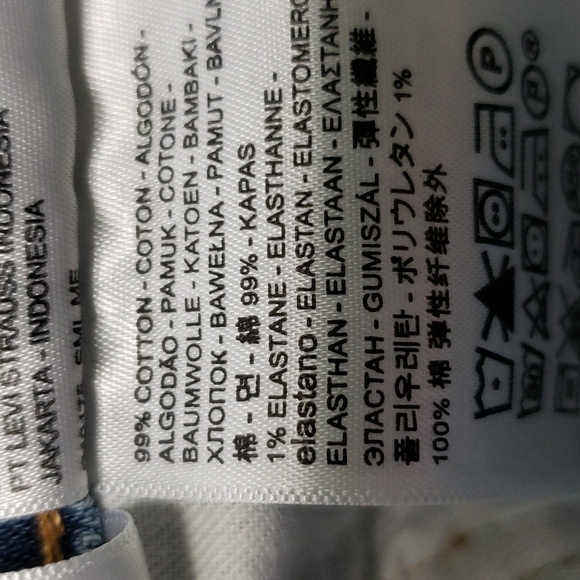 PT LEVI STRAUSS INDONESIA
JAKARTA - INDONESIA
99% COTTON - COTON - ALGODÓN -
ALGODÃO - PAMUK - COTONE -
BAUMWOLLE - KATOEN - BAMBAKI -
ХЛОПОК - BAWEŁNA - PAMUT - BAVLN
棉 - 면 - 綿 99% - KAPAS
1% ELASTANE - ELASTHANNE -
elastano - ELASTAN - ELASTOMERO
ELASTHAN - ELASTAAN - ΕΛΑΣΤΑΝΗ
ЭЛАСТАН - GUMISZÁL - 弹性纖維 -
폴리우레탄 - ポリウレタン 1%
100% 棉 弹性纤维除外
P
P